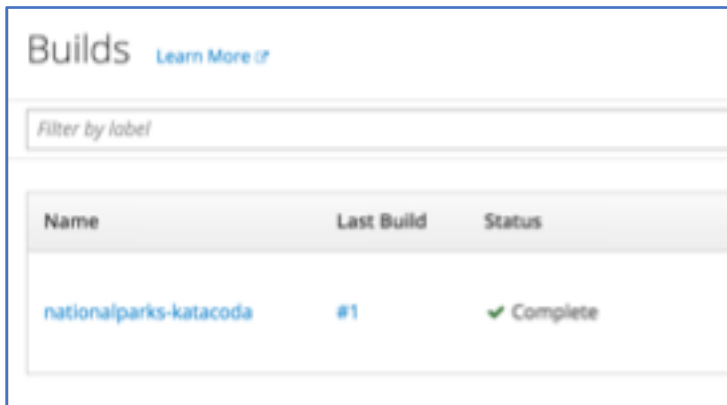 Builds Learn More
Filter by label
Name Last Build Status
nationalparks-katacoda #1 Complete